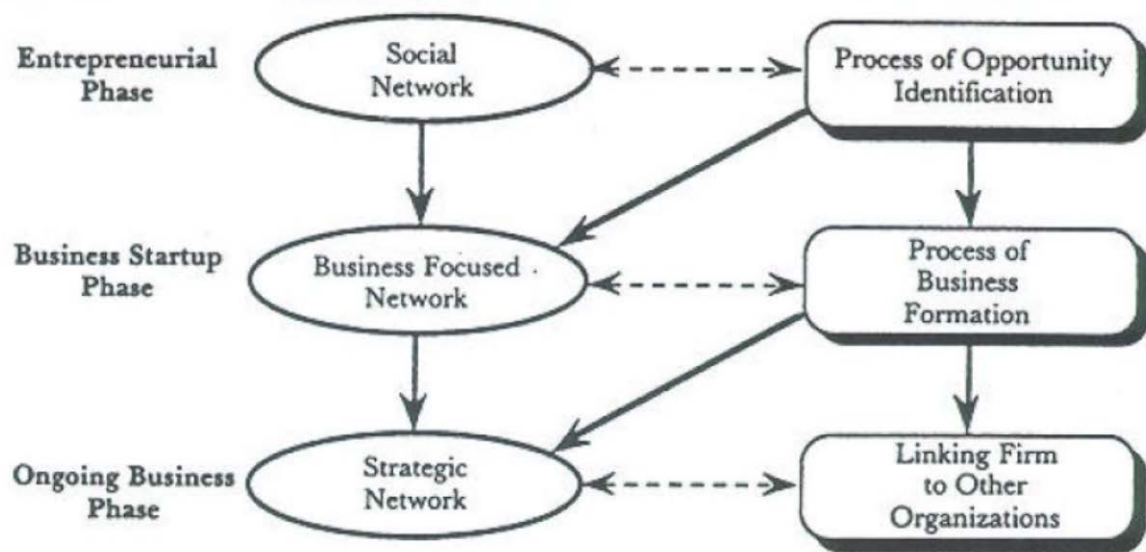 Entrepreneurial
Phase
Social
Network
Process of Opportunity
Identification
Business Startup
Phase
Business Focused
Network
Process of
Business
Formation
Ongoing Business
Phase
Strategic
Network
Linking Firm
to Other
Organizations